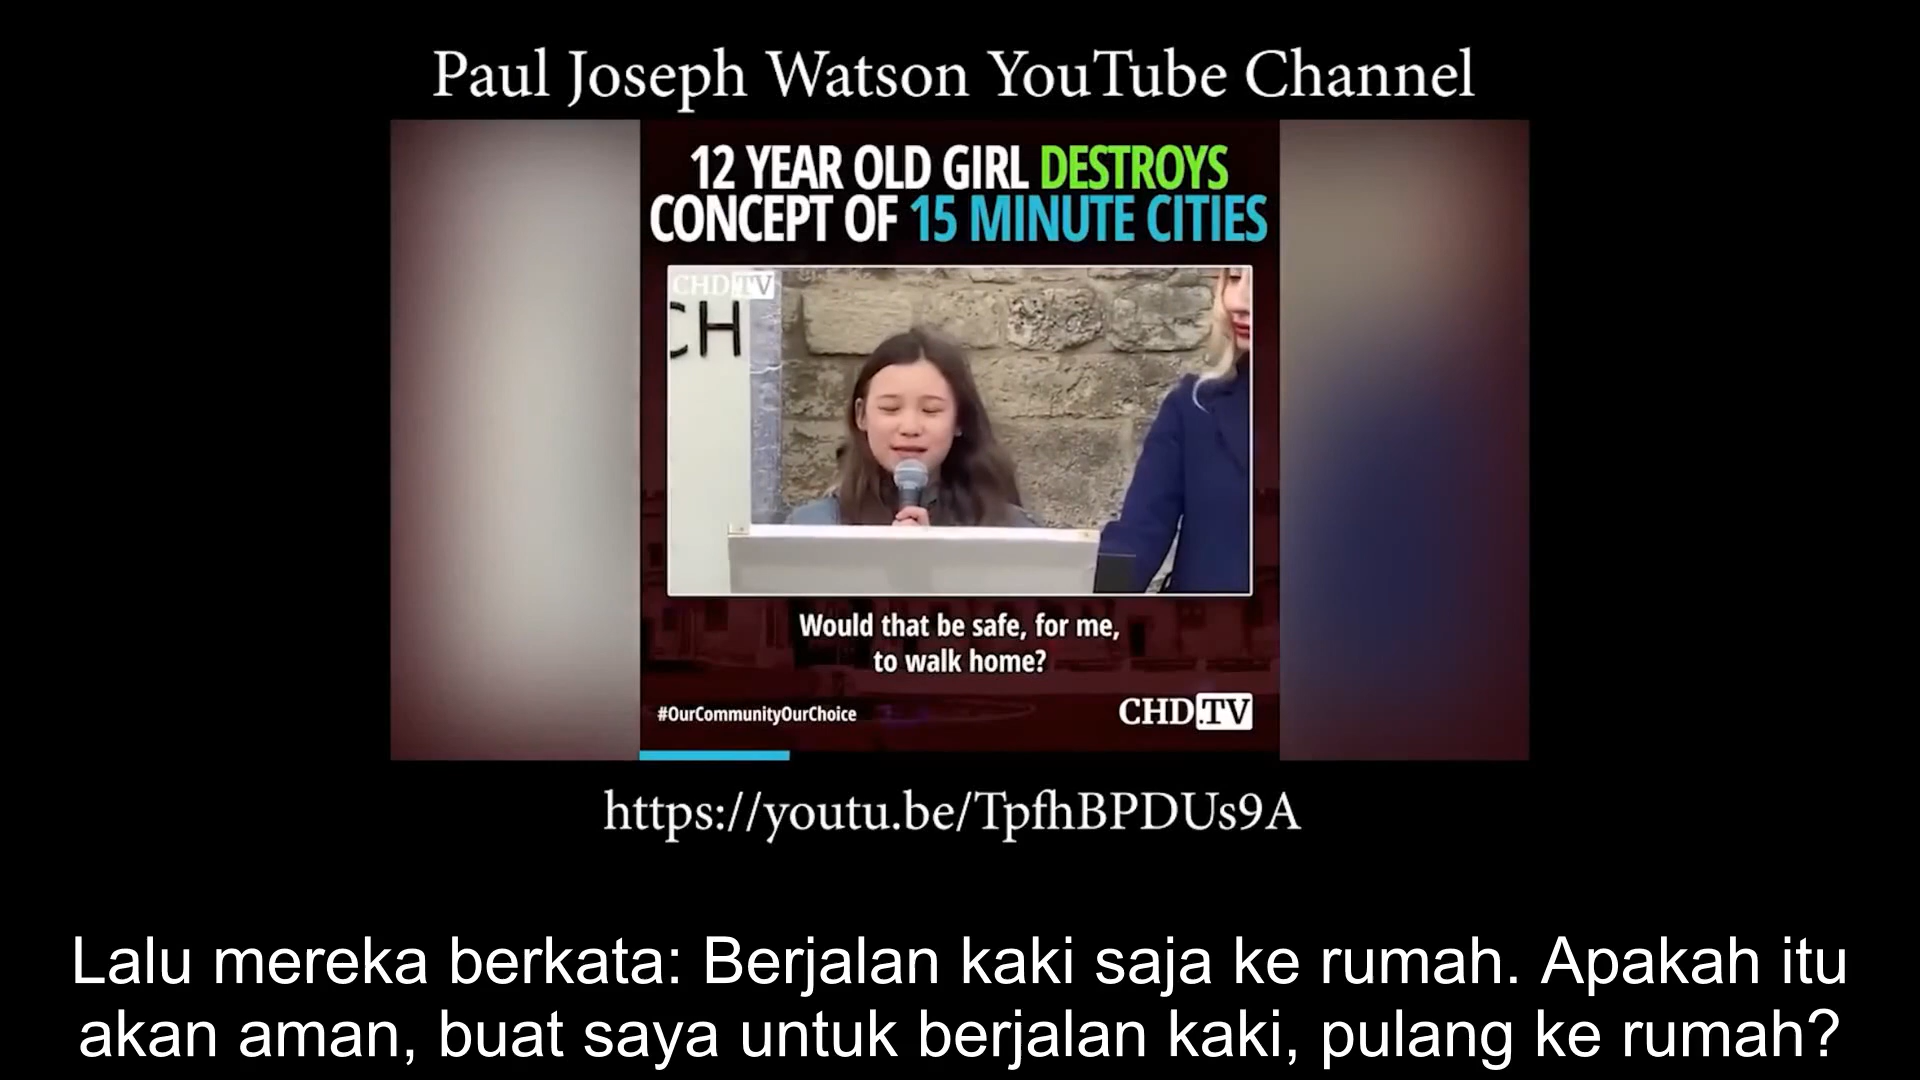 Paul Joseph Watson YouTube Channel
12 YEAR OLD GIRL DESTROYS
CONCEPT OF 15 MINUTE CITIES
CHD.TV
CH
Would that be safe, for me,
to walk home?
#OurCommunityOurChoice
CHD.TV
https://youtu.be/TpfhBPDUs9A
Lalu mereka berkata: Berjalan kaki saja ke rumah. Apakah itu
akan aman, buat saya untuk berjalan kaki, pulang ke rumah?